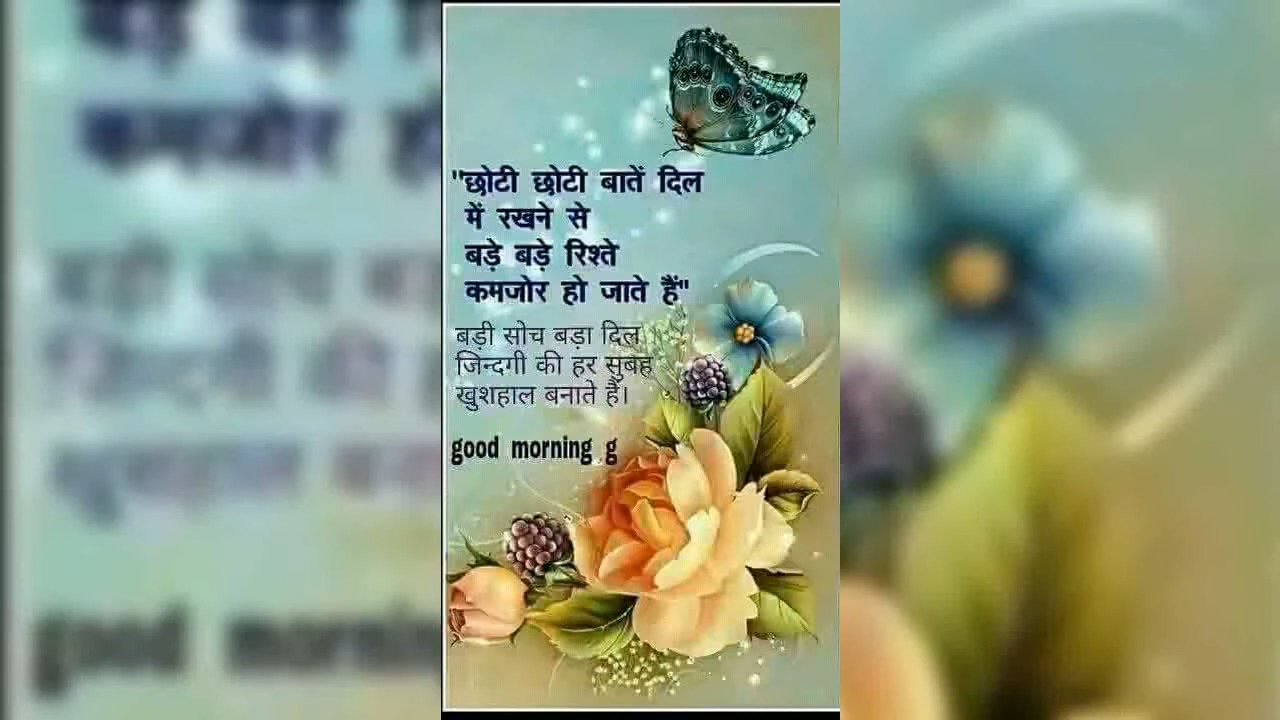 "छोटी छोटी बातें दिल
में रखने से
बड़े बड़े रिश्ते
कमजोर हो जाते हैं"
बड़ी सोच बड़ा दिल
जिन्दगी की हर सुबह
खुशहाल बनाते हैं।
good morning g